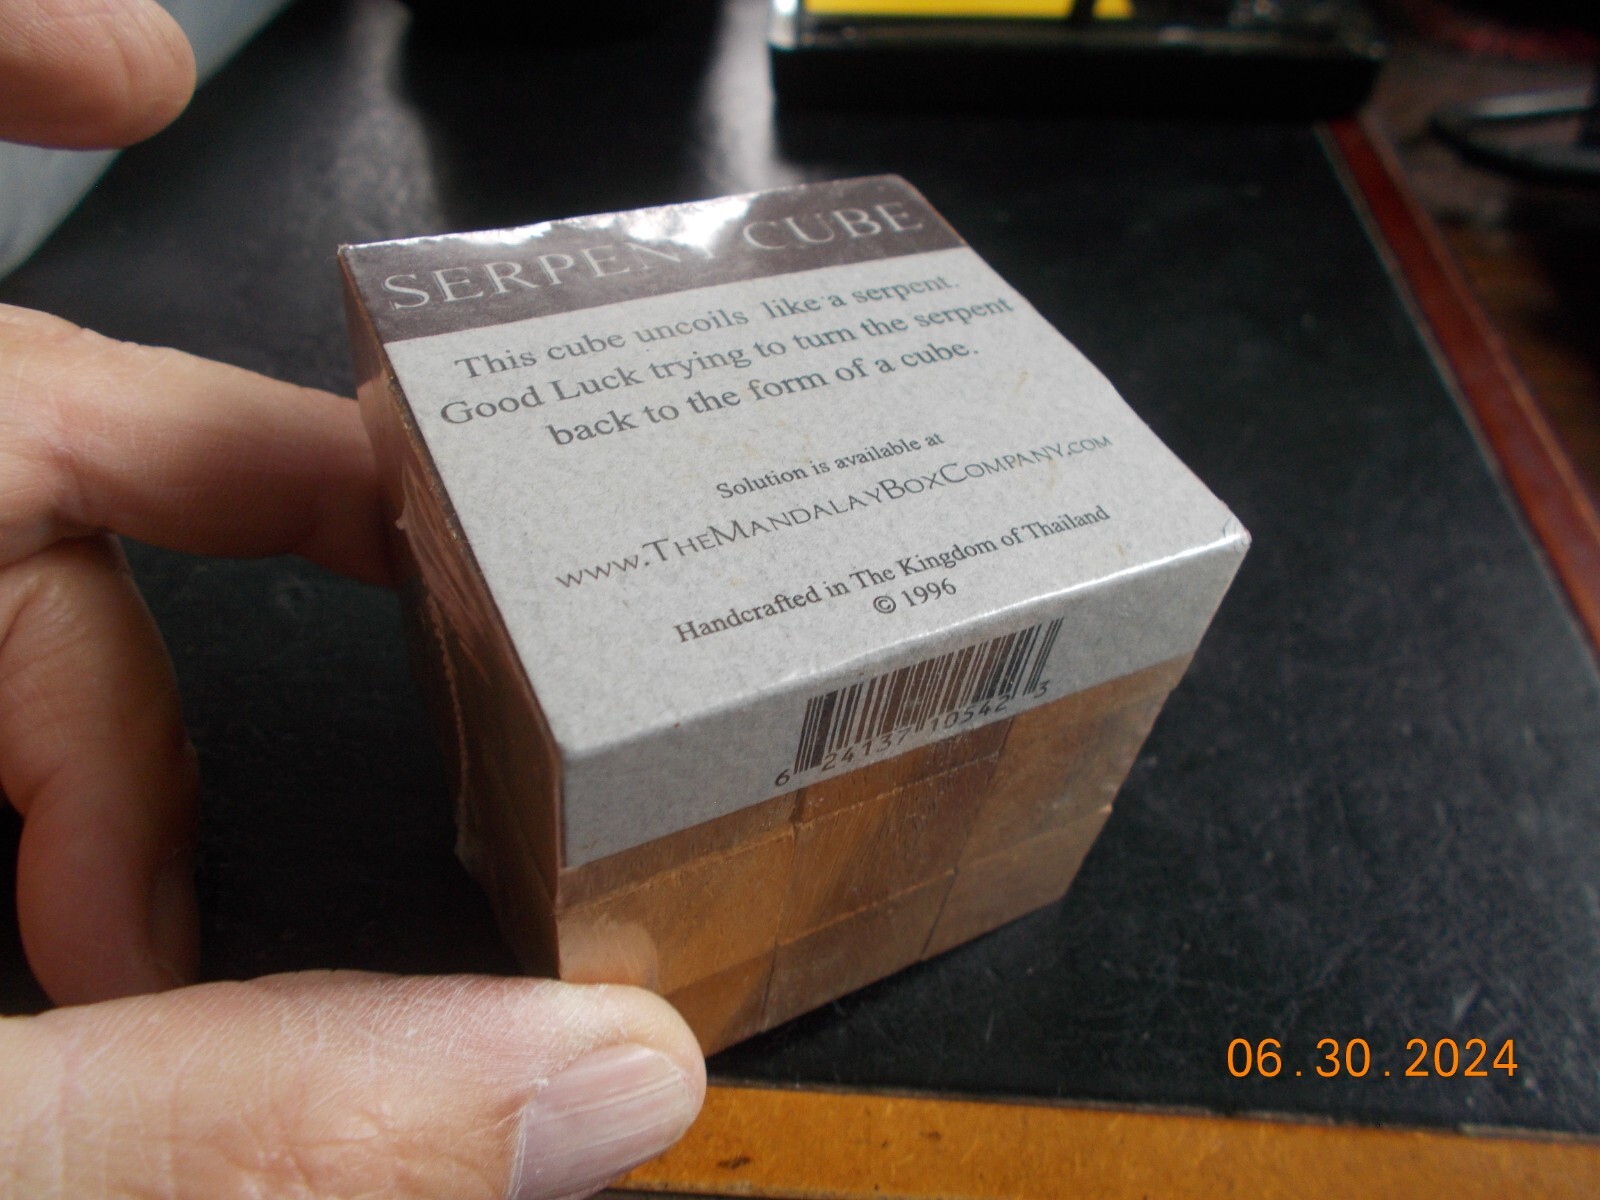 SERPENT CUBE
This cube uncoils like a serpent.
Good Luck trying to turn the serpent
back to the form of a cube.
Solution is available at
www.TheMandalayBoxCompany.com
Handcrafted in The Kingdom of Thailand
© 1996
6 24137 10542 3
06.30.2024